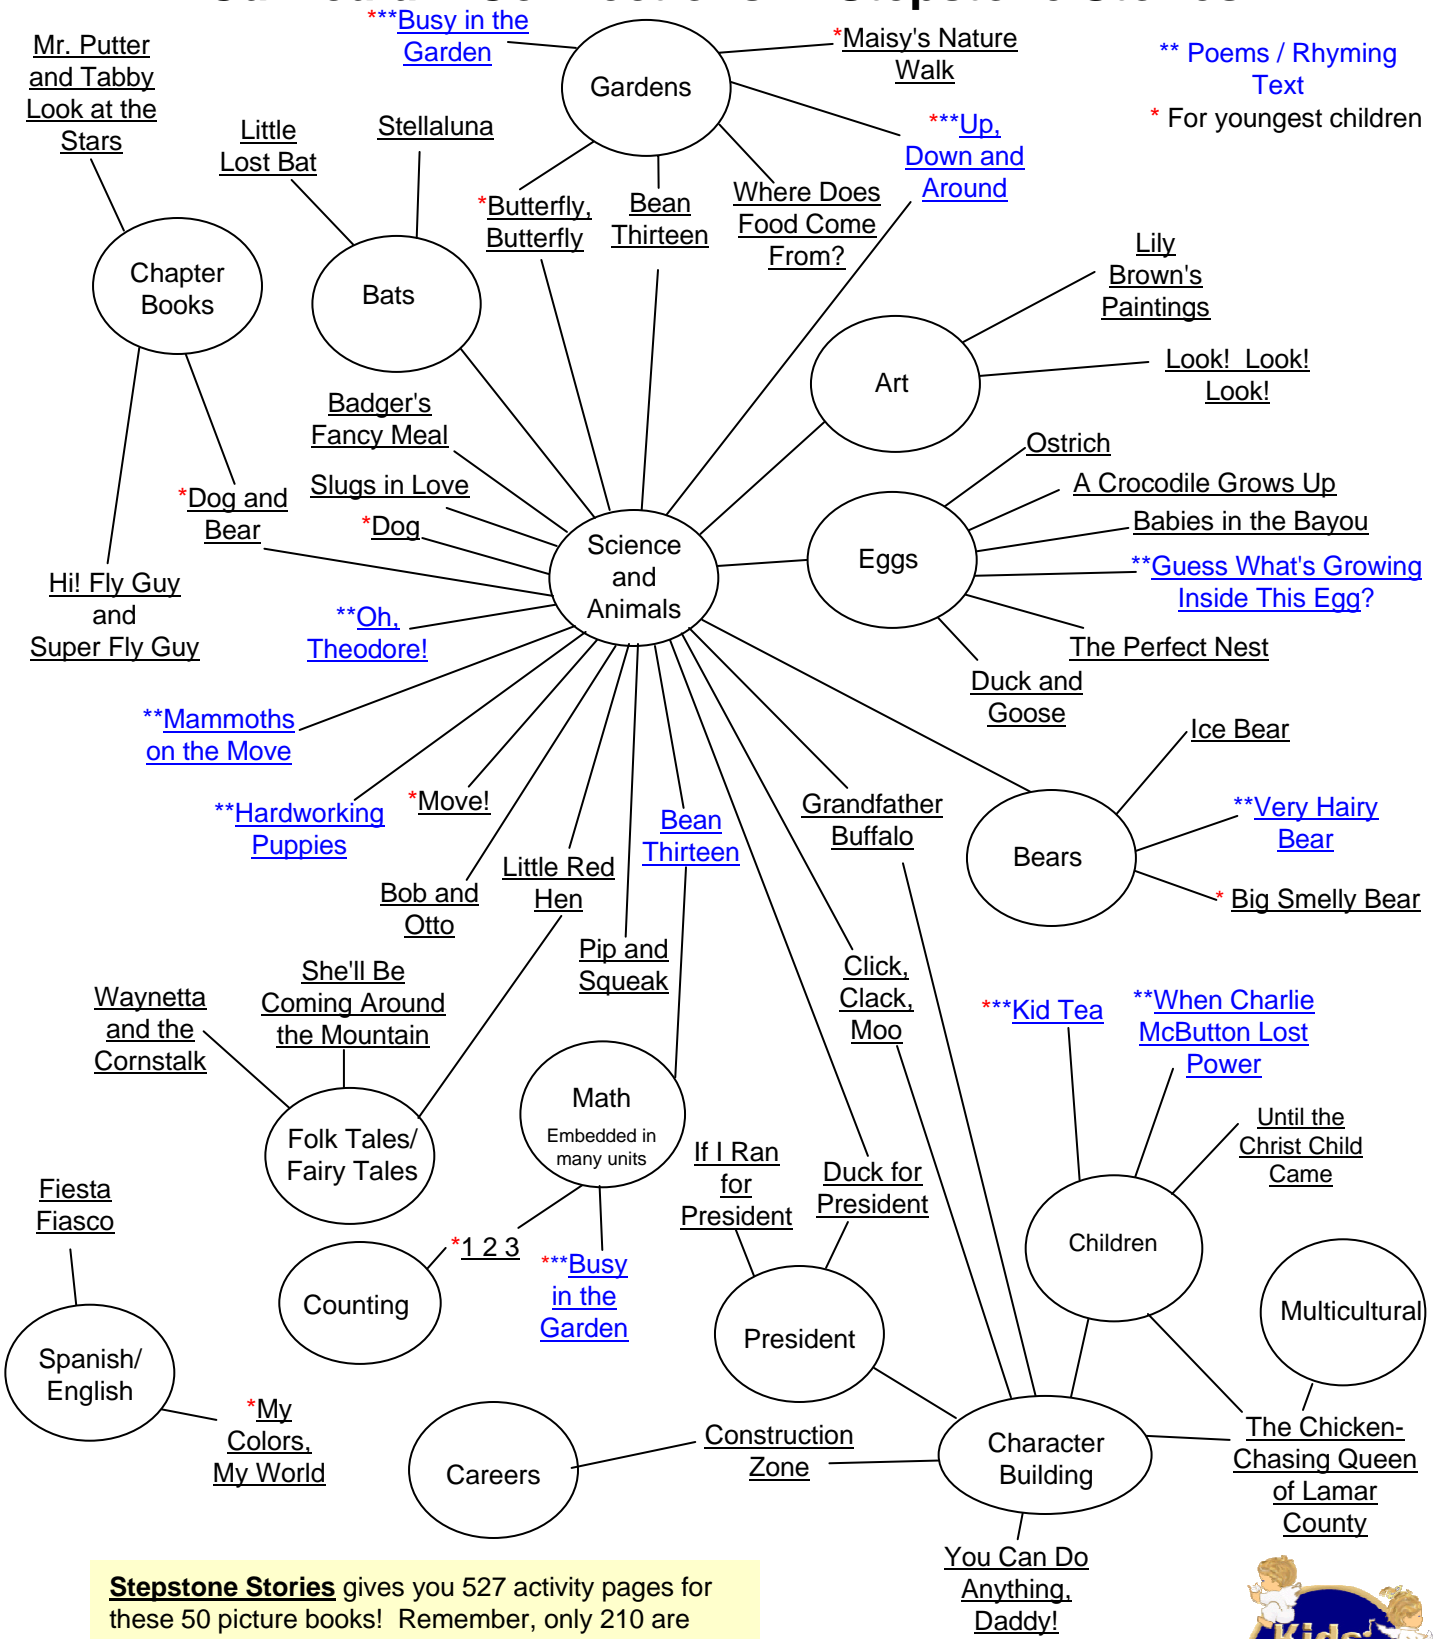 ***Busy in the
Garden
Mr. Putter
and Tabby
Look at the
Stars
*Maisy's Nature
Walk
** Poems / Rhyming
Text
* For youngest children
Gardens
Little
Lost Bat
Stellaluna
***Up,
Down and
Around
*Butterfly,
Butterfly
Bean
Thirteen
Where Does
Food Come
From?
Chapter
Books
Bats
Lily
Brown's
Paintings
Art
Look! Look!
Look!
Badger's
Fancy Meal
Slugs in Love
*Dog
*Dog and
Bear
Hi! Fly Guy
and
Super Fly Guy
**Oh,
Theodore!
Science
and
Animals
Eggs
Ostrich
A Crocodile Grows Up
Babies in the Bayou
**Guess What's Growing
Inside This Egg?
The Perfect Nest
Duck and
Goose
**Mammoths
on the Move
**Hardworking
Puppies
*Move!
Bob and
Otto
Little Red
Hen
Pip and
Squeak
Bean
Thirteen
Grandfather
Buffalo
Click,
Clack,
Moo
Bears
Ice Bear
**Very Hairy
Bear
* Big Smelly Bear
Waynetta
and the
Cornstalk
She'll Be
Coming Around
the Mountain
***Kid Tea
**When Charlie
McButton Lost
Power
Until the
Christ Child
Came
Folk Tales/
Fairy Tales
Math
Embedded in
many units
If I Ran
for
President
Duck for
President
Children
Multicultural
Fiesta
Fiasco
Counting
*1 2 3
***Busy
in the
Garden
President
Spanish/
English
*My
Colors,
My World
Careers
Construction
Zone
Character
Building
The Chicken-
Chasing Queen
of Lamar
County
You Can Do
Anything,
Daddy!
Stepstone Stories gives you 527 activity pages for
these 50 picture books! Remember, only 210 are
Kids